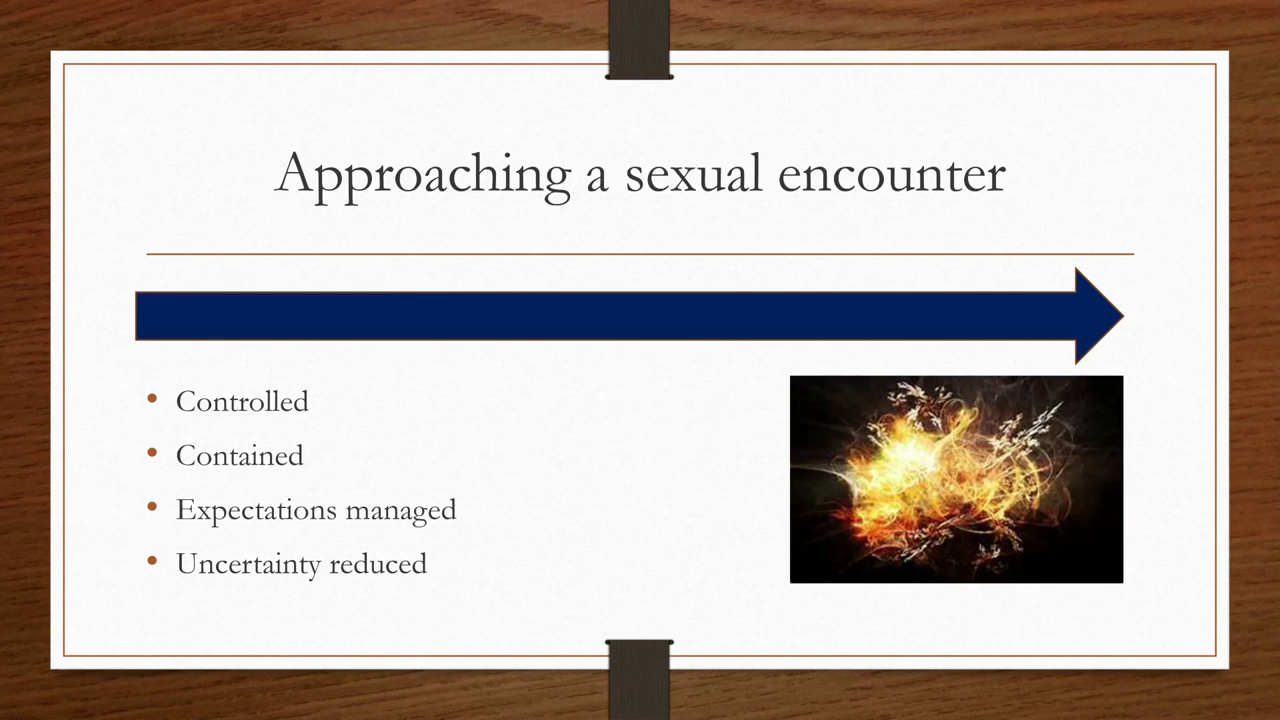 Approaching a sexual encounter
• Controlled
• Contained
• Expectations managed
• Uncertainty reduced